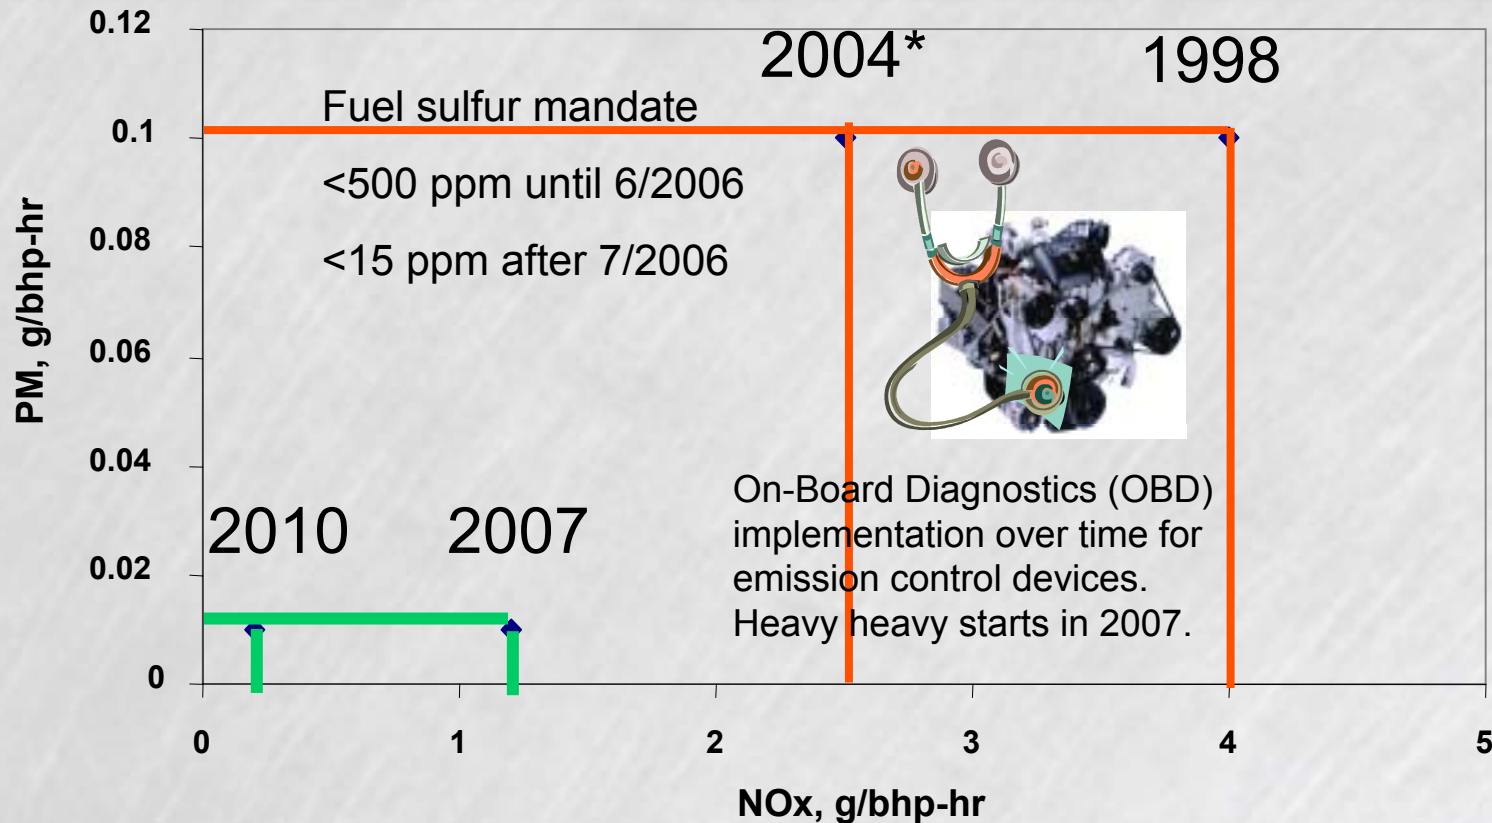 0.12
0.1
0.08
0.06
0.04
0.02
0
PM, g/bhp-hr
2004*
1998
Fuel sulfur mandate
<500 ppm until 6/2006
<15 ppm after 7/2006
2010
2007
On-Board Diagnostics (OBD)
implementation over time for
emission control devices.
Heavy heavy starts in 2007.
0
1
2
3
4
5
NOx, g/bhp-hr